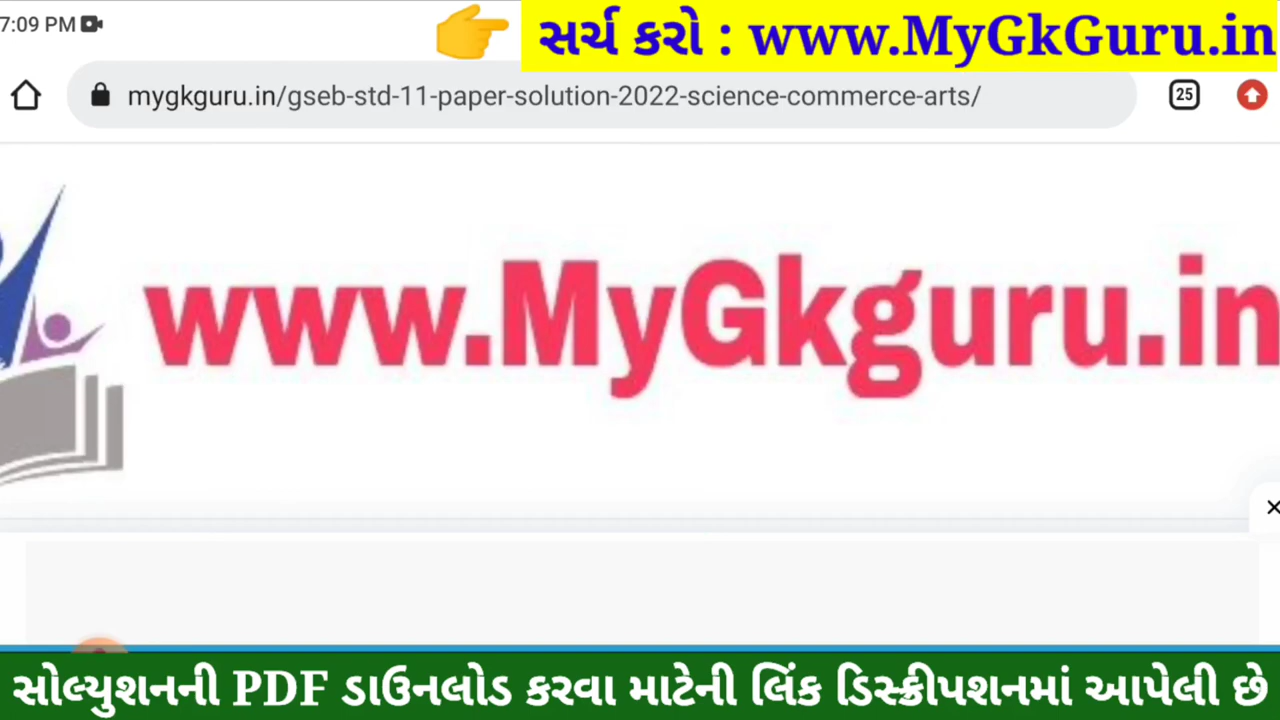 7:09 PM
સર્ચ કરો : www.MyGkGuru.in
mygkguru.in/gseb-std-11-paper-solution-2022-science-commerce-arts/
25
www.MyGkguru.in
સોલ્યુશનની PDF ડાઉનલોડ કરવા માટેની લિંક ડિસ્ક્રીપશનમાં આપેલી છે